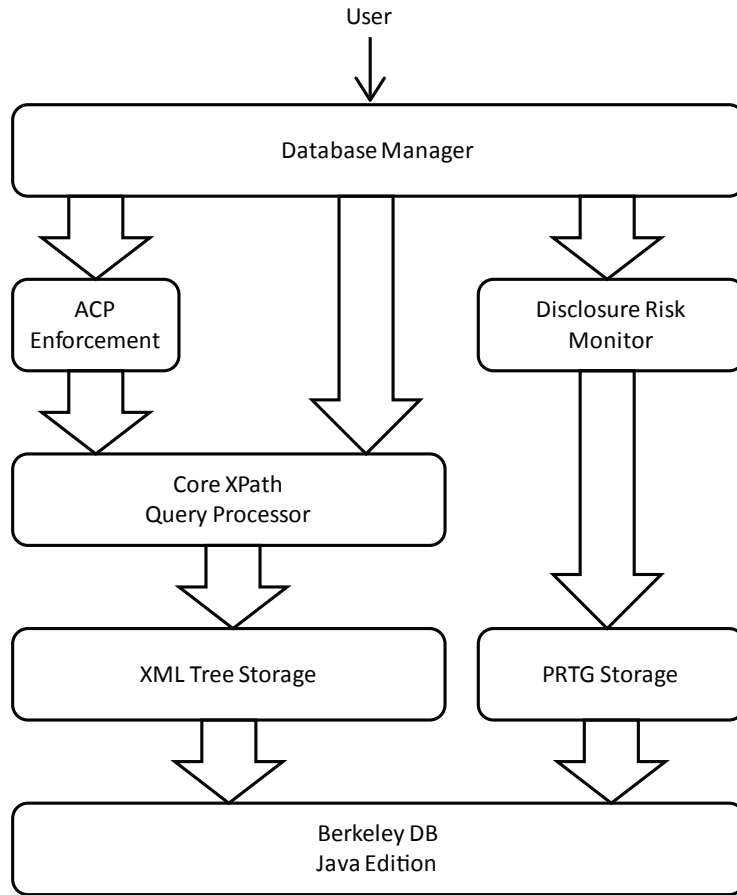 User
Database Manager
ACP
Enforcement
Disclosure Risk
Monitor
Core XPath
Query Processor
XML Tree Storage
PRTG Storage
Berkeley DB
Java Edition